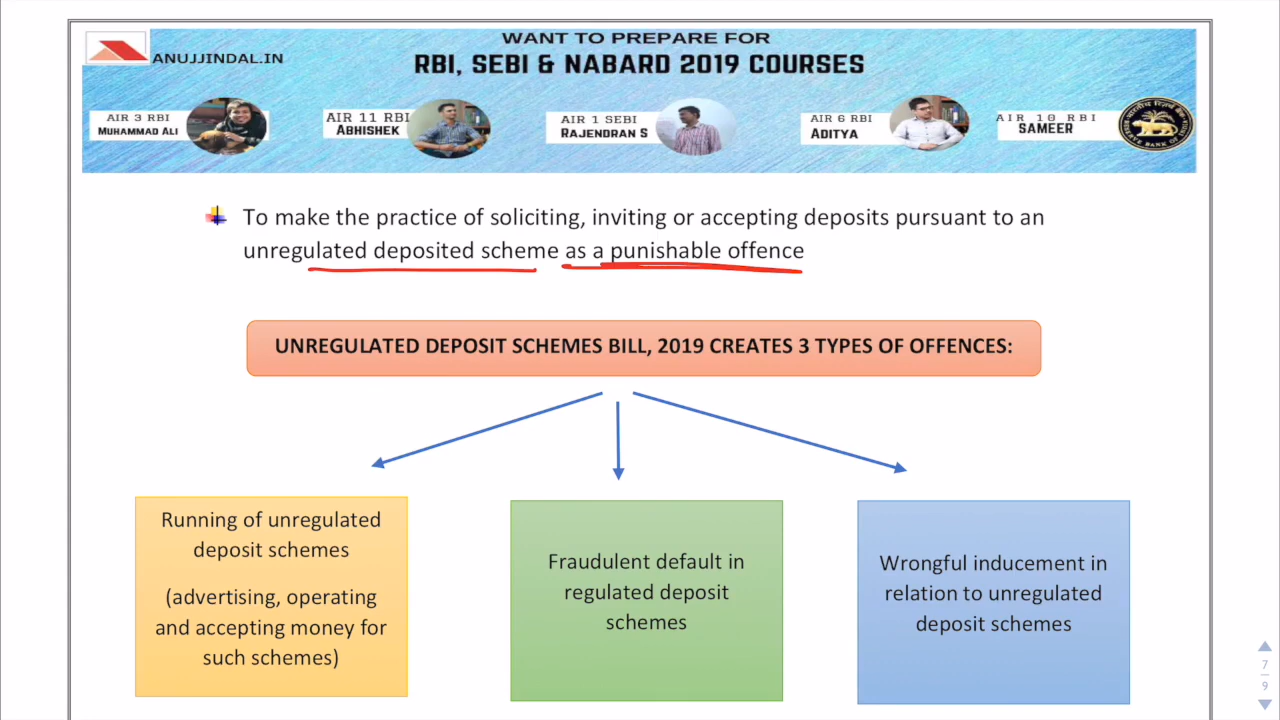 ANUJJINDAL.IN
WANT TO PREPARE FOR
RBI, SEBI & NABARD 2019 COURSES
AIR 3 RBI
MUHAMMAD ALI
AIR 11 RBI
ABHISHEK
AIR 1 SEBI
RAJENDRAN S
AIR 6 RBI
ADITYA
AIR 10 RBI
SAMEER
To make the practice of soliciting, inviting or accepting deposits pursuant to an
unregulated deposited scheme as a punishable offence
UNREGULATED DEPOSIT SCHEMES BILL, 2019 CREATES 3 TYPES OF OFFENCES:
Running of unregulated
deposit schemes
(advertising, operating
and accepting money for
such schemes)
Fraudulent default in
regulated deposit
schemes
Wrongful inducement in
relation to unregulated
deposit schemes
7
9